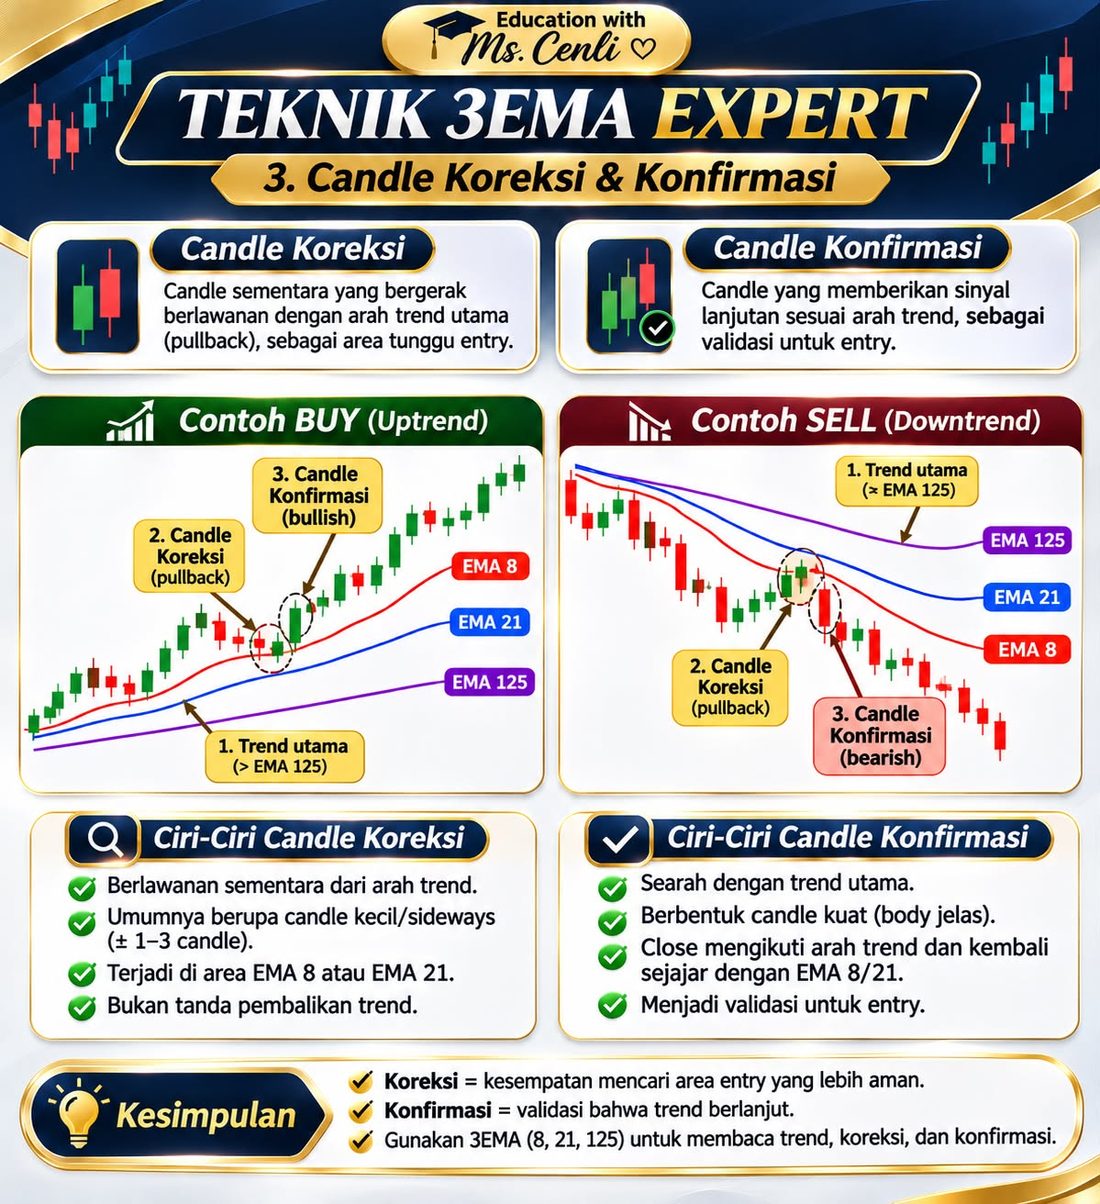 Education with
Ms. Cenli ♡
TEKNIK 3EMA EXPERT
3. Candle Koreksi & Konfirmasi
Candle Koreksi
Candle sementara yang bergerak
berlawanan dengan arah trend utama
(pullback), sebagai area tunggu entry.
Candle Konfirmasi
Candle yang memberikan sinyal
lanjutan sesuai arah trend, sebagai
validasi untuk entry.
Contoh BUY (Uptrend)
3. Candle
Konfirmasi
(bullish)
2. Candle
Koreksi
(pullback)
EMA 8
EMA 21
EMA 125
1. Trend utama
(> EMA 125)
Contoh SELL (Downtrend)
1. Trend utama
(> EMA 125)
EMA 125
EMA 21
EMA 8
2. Candle
Koreksi
(pullback)
3. Candle
Konfirmasi
(bearish)
Ciri-Ciri Candle Koreksi
Berlawanan sementara dari arah trend.
Umumnya berupa candle kecil/sideways
(± 1–3 candle).
Terjadi di area EMA 8 atau EMA 21.
Bukan tanda pembalikan trend.
Ciri-Ciri Candle Konfirmasi
Searah dengan trend utama.
Berbentuk candle kuat (body jelas).
Close mengikuti arah trend dan kembali
sejajar dengan EMA 8/21.
Menjadi validasi untuk entry.
Kesimpulan
Koreksi = kesempatan mencari area entry yang lebih aman.
Konfirmasi = validasi bahwa trend berlanjut.
Gunakan 3EMA (8, 21, 125) untuk membaca trend, koreksi, dan konfirmasi.